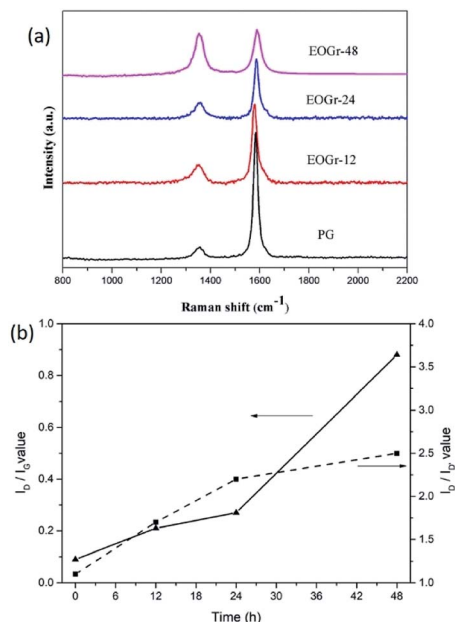 (a)
EOGr-48
EOGr-24
EOGr-12
PG
Intensity (a.u.)
800 1000 1200 1400 1600 1800 2000 2200
Raman shift (cm-1)
(b)
1.0 4.0
0.8 3.5
3.0
0.6
2.5
0.4
2.0
0.2 1.5
0.0 1.0
ID / IG value
ID / ID' value
0 6 12 18 24 30 36 42 48
Time (h)